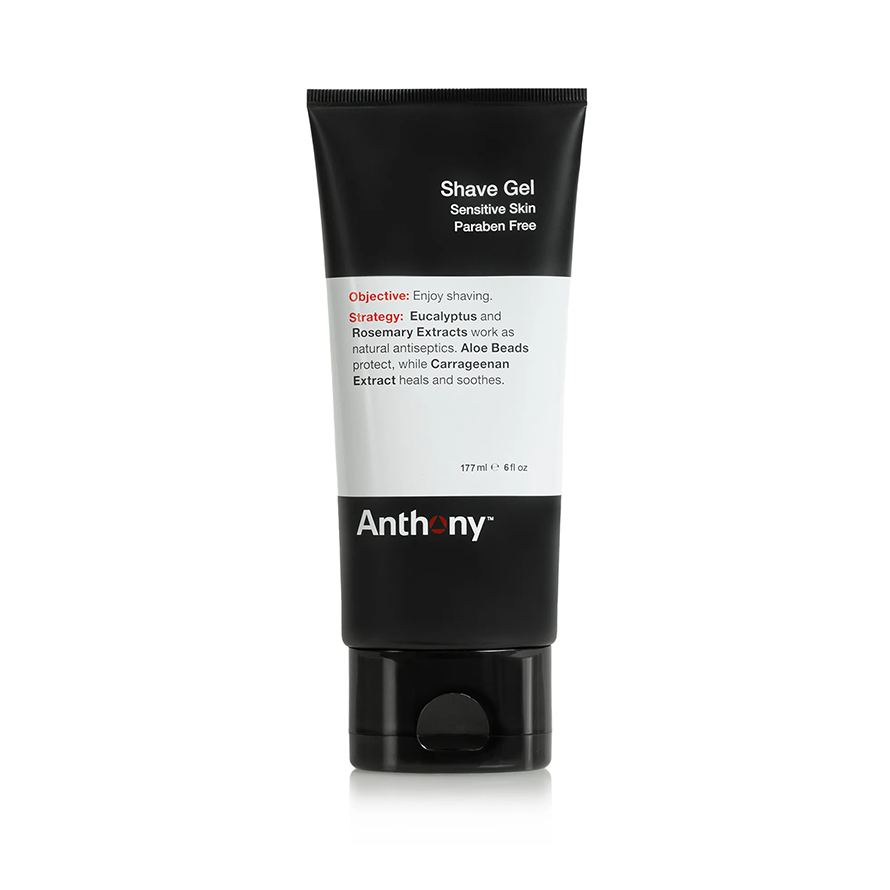 Shave Gel
Sensitive Skin
Paraben Free
Objective: Enjoy shaving.
Strategy: Eucalyptus and
Rosemary Extracts work as
natural antiseptics. Aloe Beads
protect, while Carrageenan
Extract heals and soothes.
177 ml ℮ 6 fl oz
Anthony™